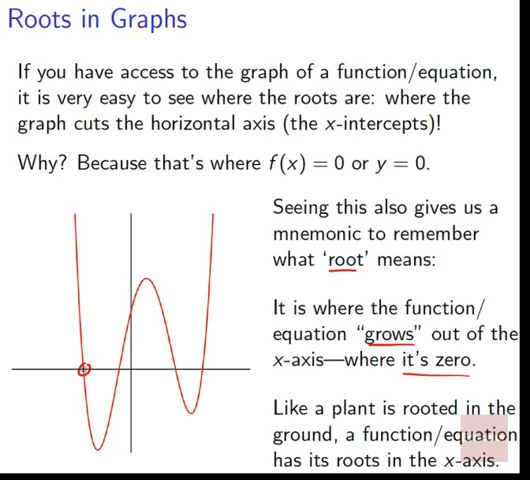 Roots in Graphs
If you have access to the graph of a function/equation,
it is very easy to see where the roots are: where the
graph cuts the horizontal axis (the x-intercepts)!
Why? Because that's where f(x) = 0 or y = 0.
Seeing this also gives us a
mnemonic to remember
what ‘root’ means:
It is where the function/
equation “grows” out of the
x-axis—where it's zero.
Like a plant is rooted in the
ground, a function/equation
has its roots in the x-axis.